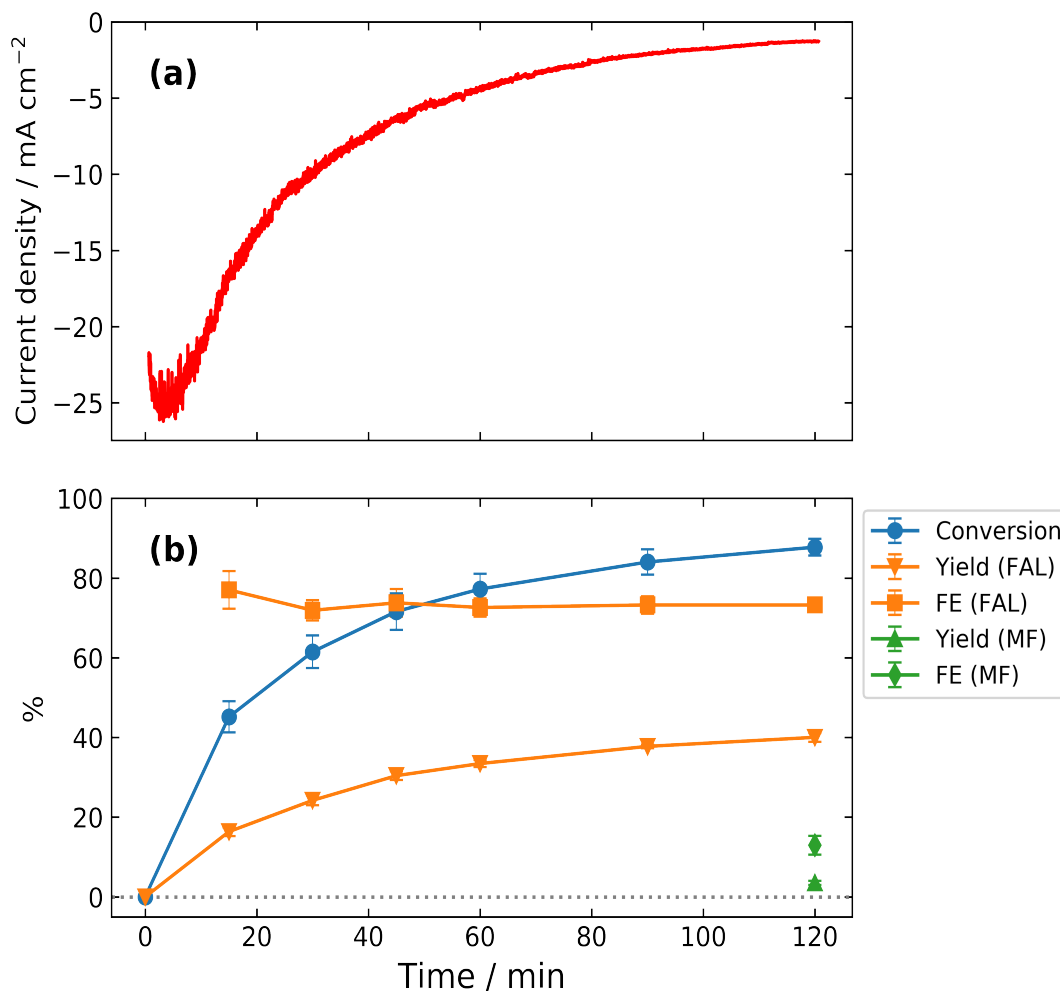 (a)
Current density / mA cm⁻²
0
−5
−10
−15
−20
−25
(b)
%
100
80
60
40
20
0
0 20 40 60 80 100 120
Time / min
Conversion
Yield (FAL)
FE (FAL)
Yield (MF)
FE (MF)